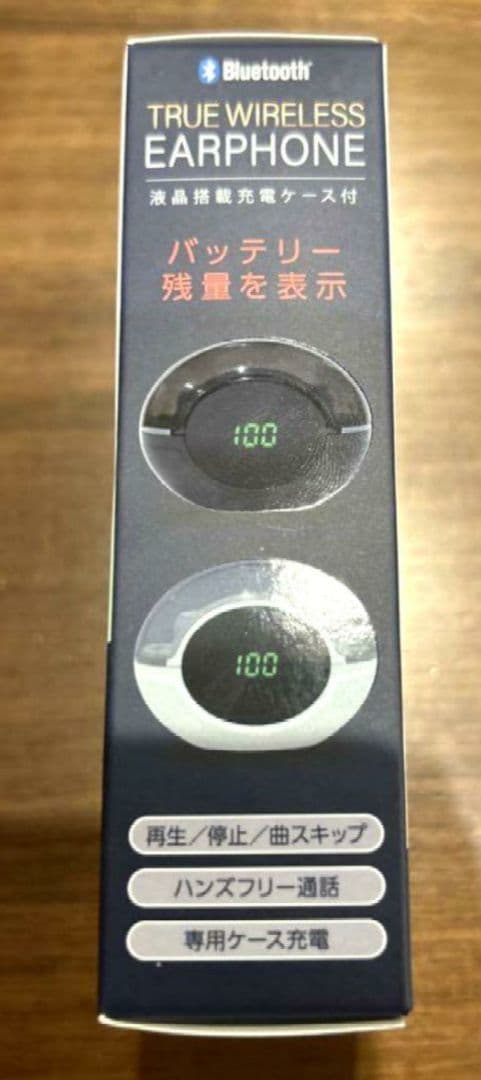 Bluetooth®
TRUE WIRELESS
EARPHONE
液晶搭載充電ケース付
バッテリー
残量を表示
100
100
再生／停止／曲スキップ
ハンズフリー通話
専用ケース充電